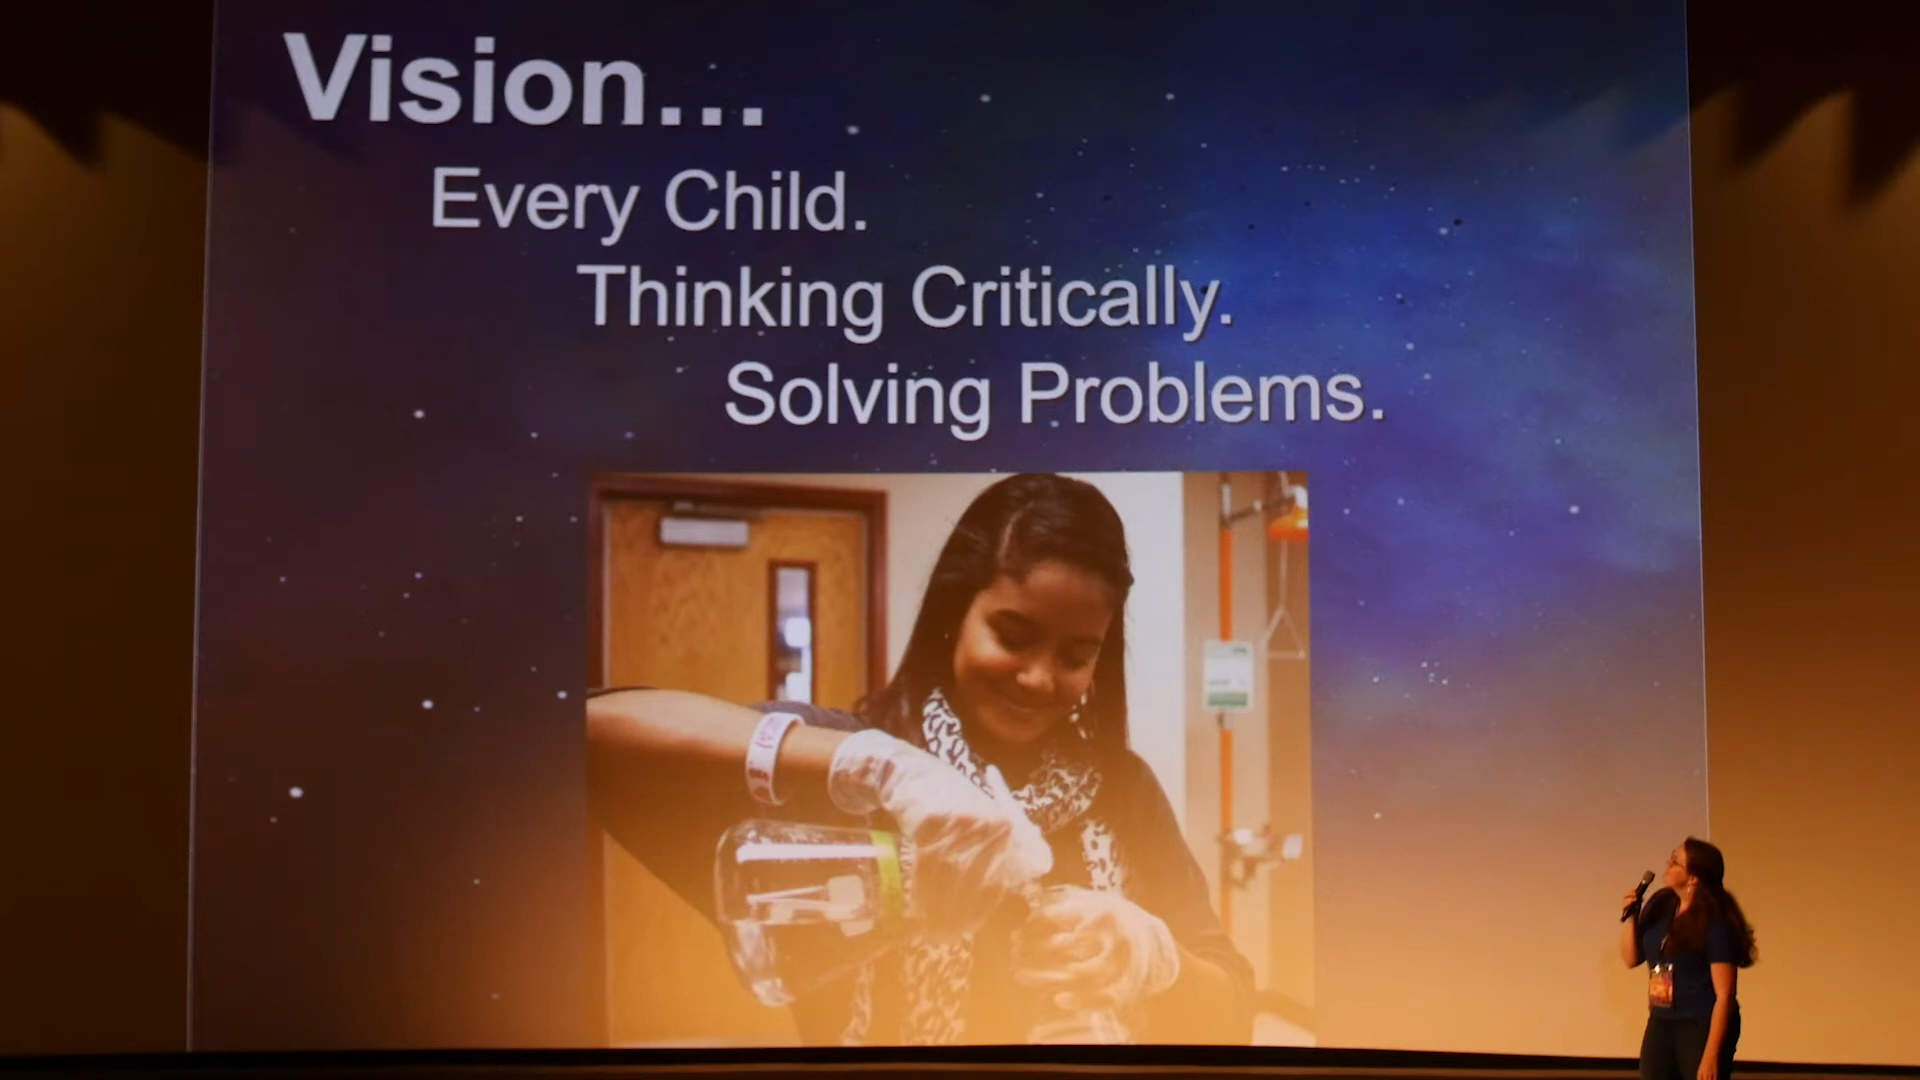 Vision...
Every Child.
Thinking Critically.
Solving Problems.